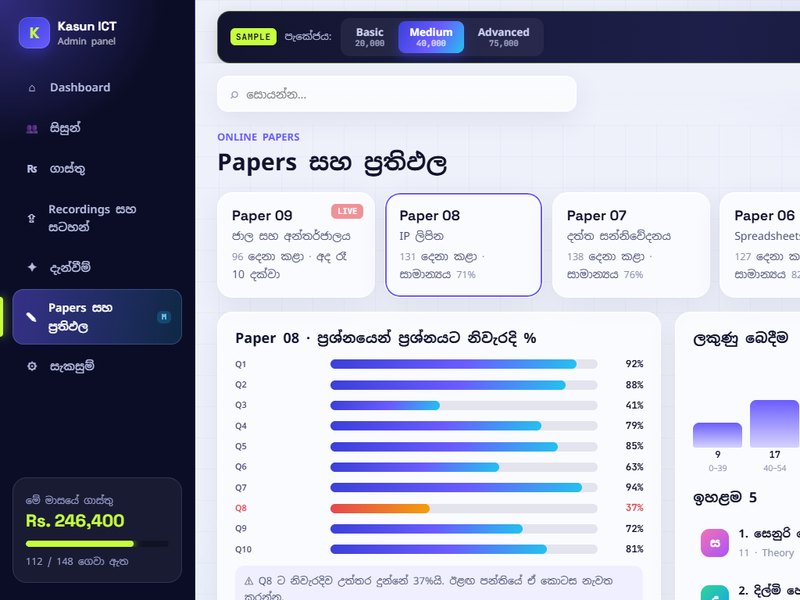 K
Kasun ICT
Admin panel
Dashboard
සිසුන්
Rs ගාස්තු
Recordings සහ
සටහන්
දැන්වීම්
Papers සහ
ප්‍රතිඵල
M
සැකසුම්
මේ මාසයේ ගාස්තු
Rs. 246,400
112 / 148 ගෙවා ඇත
SAMPLE පැකේජය:
Basic
20,000
Medium
40,000
Advanced
75,000
සොයන්න...
ONLINE PAPERS
Papers සහ ප්‍රතිඵල
Paper 09
LIVE
ජාල සහ අන්තර්ජාලය
96 දෙනා කළා · අද රෑ
10 දක්වා
Paper 08
IP ලිපින
131 දෙනා කළා ·
සාමාන්‍යය 71%
Paper 07
දත්ත සන්නිවේදනය
138 දෙනා කළා ·
සාමාන්‍යය 76%
Paper 06
Spreadsheets
127 දෙනා ක
සාමාන්‍යය 82
Paper 08 · ප්‍රශ්නයෙන් ප්‍රශ්නයට නිවැරදි %
Q1 92%
Q2 88%
Q3 41%
Q4 79%
Q5 85%
Q6 63%
Q7 94%
Q8 37%
Q9 72%
Q10 81%
⚠ Q8 ට නිවැරදිව උත්තර දුන්නේ 37%යි. ඊළඟ පන්තියේ ඒ කොටස නැවත
කරන්න.
ලකුණු බෙදීම
9
0–39
17
40–54
ඉහළම 5
ස
1. සෙනුරි
11 · Theory
2. දිල්මි